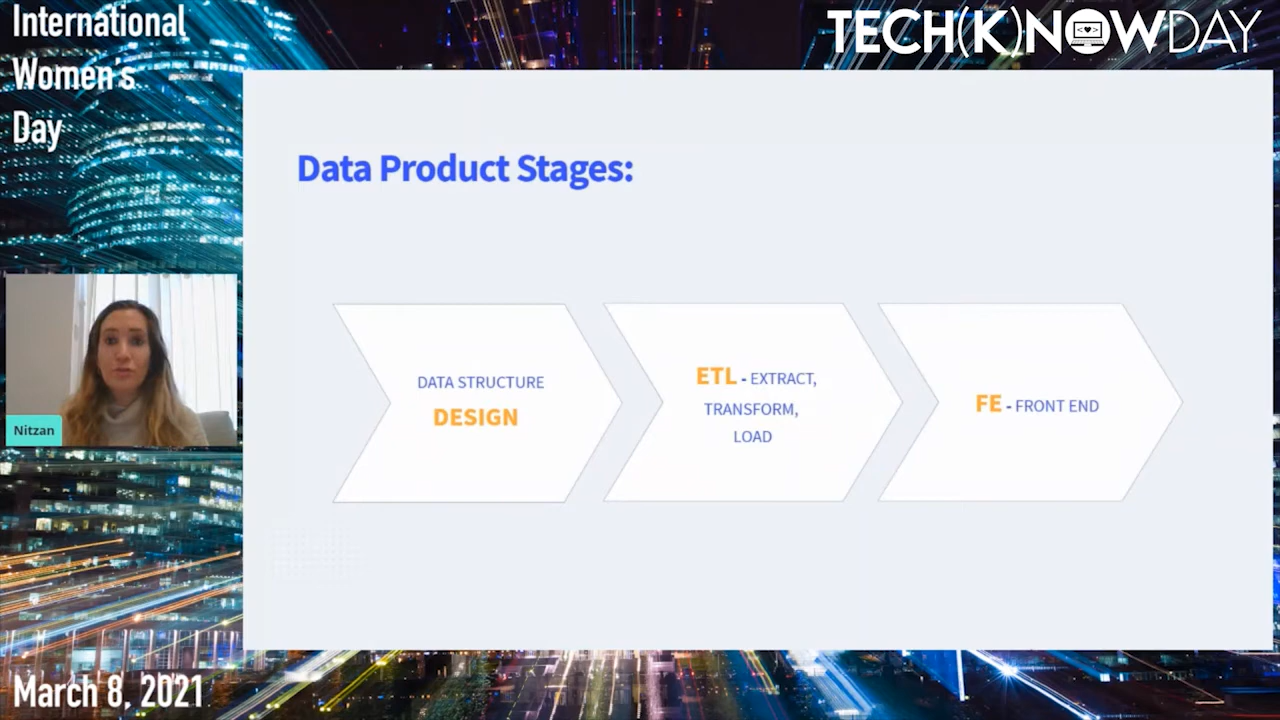 International
Women's
Day
TECH(K)NOWDAY
Data Product Stages:
DATA STRUCTURE
DESIGN
ETL - EXTRACT,
TRANSFORM,
LOAD
FE - FRONT END
Nitzan
March 8, 2021